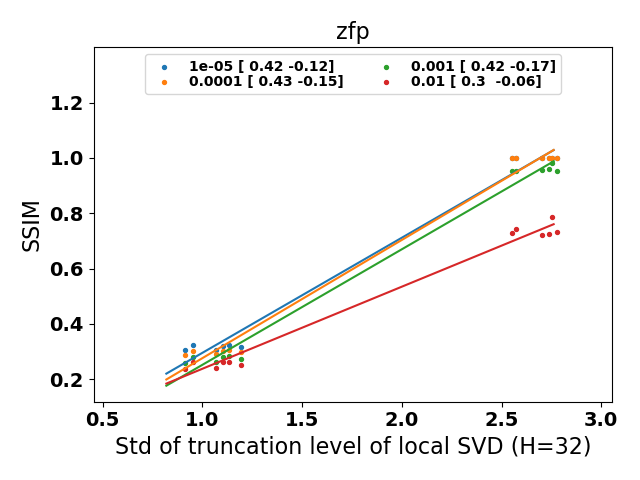 zfp
1e-05 [ 0.42 -0.12]
0.0001 [ 0.43 -0.15]
0.001 [ 0.42 -0.17]
0.01 [ 0.3  -0.06]
SSIM
1.2
1.0
0.8
0.6
0.4
0.2
0.5 1.0 1.5 2.0 2.5 3.0
Std of truncation level of local SVD (H=32)